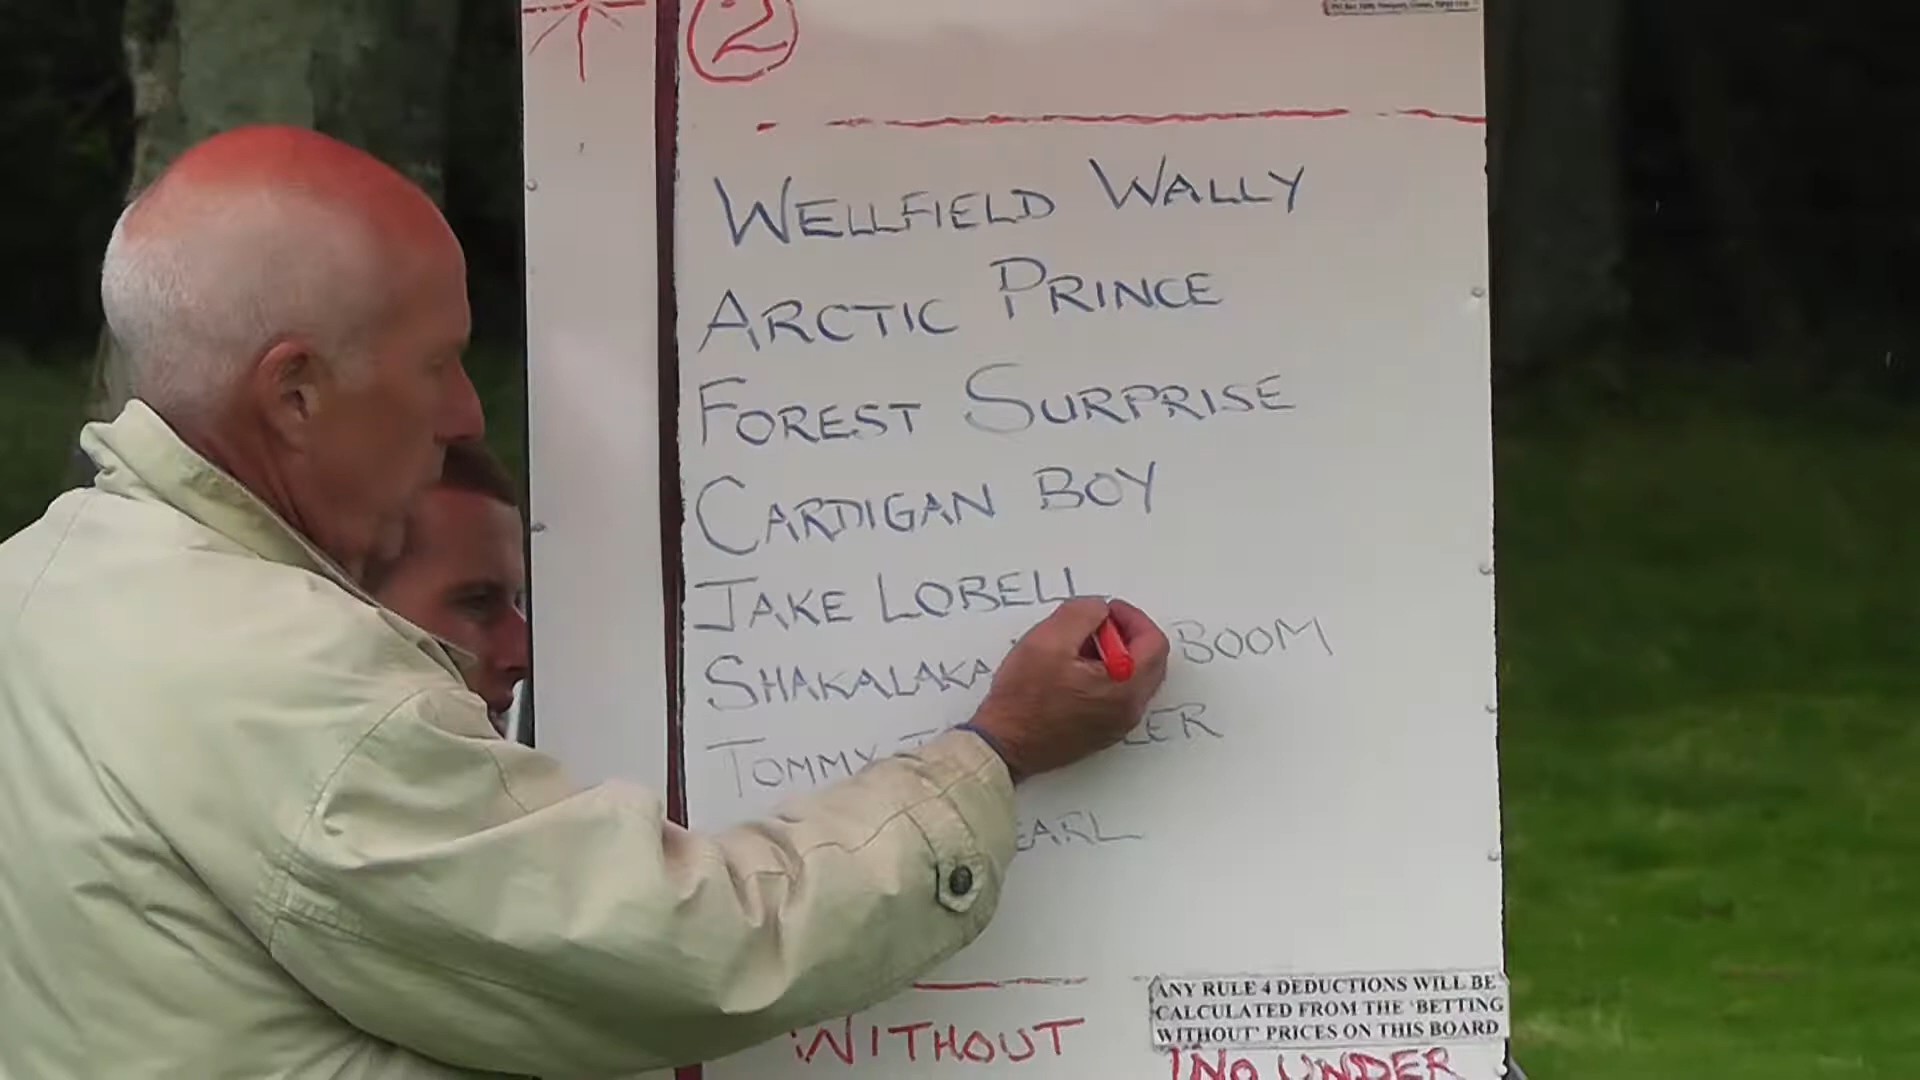 2
WELLFIELD WALLY
ARCTIC PRINCE
FOREST SURPRISE
CARDIGAN BOY
JAKE LOBELL
SHAKALAKA BOOM
TOMMY
ANY RULE 4 DEDUCTIONS WILL BE
CALCULATED FROM THE 'BETTING
WITHOUT' PRICES ON THIS BOARD
WITHOUT
NO UNDER